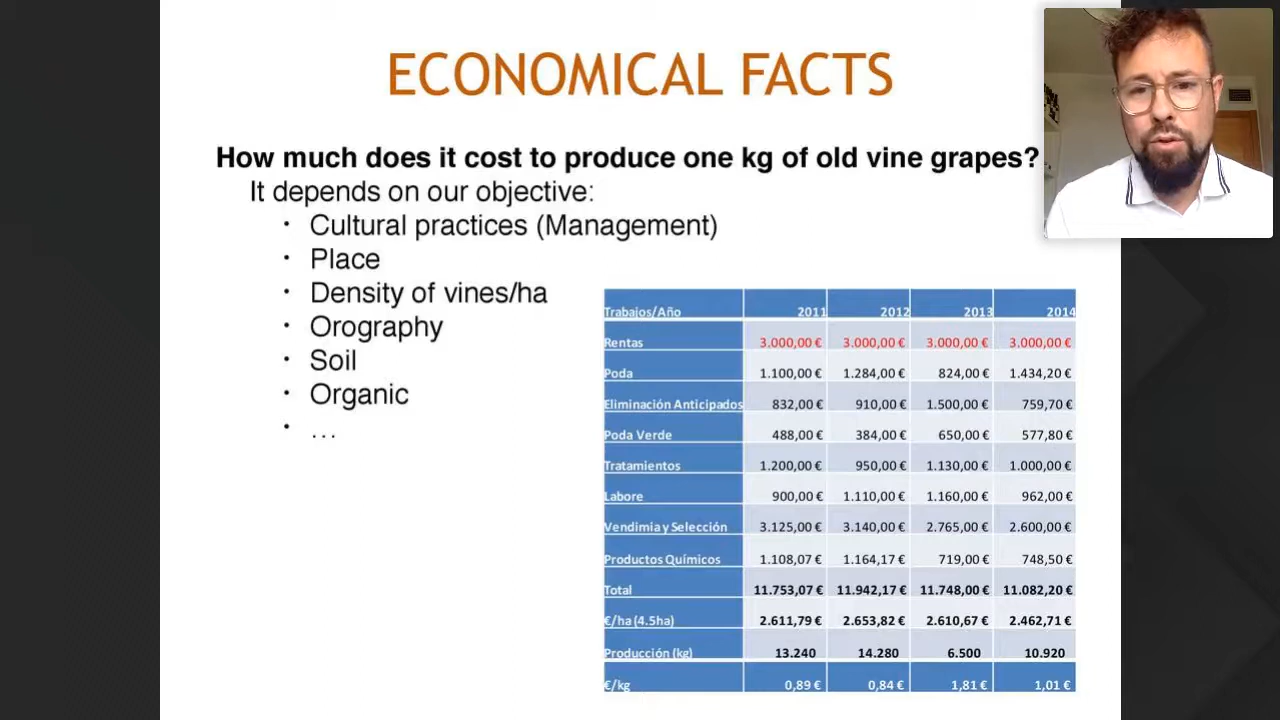 ECONOMICAL FACTS
How much does it cost to produce one kg of old vine grapes?
It depends on our objective:
• Cultural practices (Management)
• Place
• Density of vines/ha
• Orography
• Soil
• Organic
• ...
Trabajos/Año 2011 2012 2013 2014
Rentas 3.000,00 € 3.000,00 € 3.000,00 € 3.000,00 €
Poda 1.100,00 € 1.284,00 € 824,00 € 1.434,20 €
Eliminación Anticipados 832,00 € 910,00 € 1.500,00 € 759,70 €
Poda Verde 488,00 € 384,00 € 650,00 € 577,80 €
Tratamientos 1.200,00 € 950,00 € 1.130,00 € 1.000,00 €
Labore 900,00 € 1.110,00 € 1.160,00 € 962,00 €
Vendimia y Selección 3.125,00 € 3.140,00 € 2.765,00 € 2.600,00 €
Productos Químicos 1.108,07 € 1.164,17 € 719,00 € 748,50 €
Total 11.753,07 € 11.942,17 € 11.748,00 € 11.082,20 €
€/ha (4.5ha) 2.611,79 € 2.653,82 € 2.610,67 € 2.462,71 €
Producción (kg) 13.240 14.280 6.500 10.920
€/kg 0,89 € 0,84 € 1,81 € 1,01 €